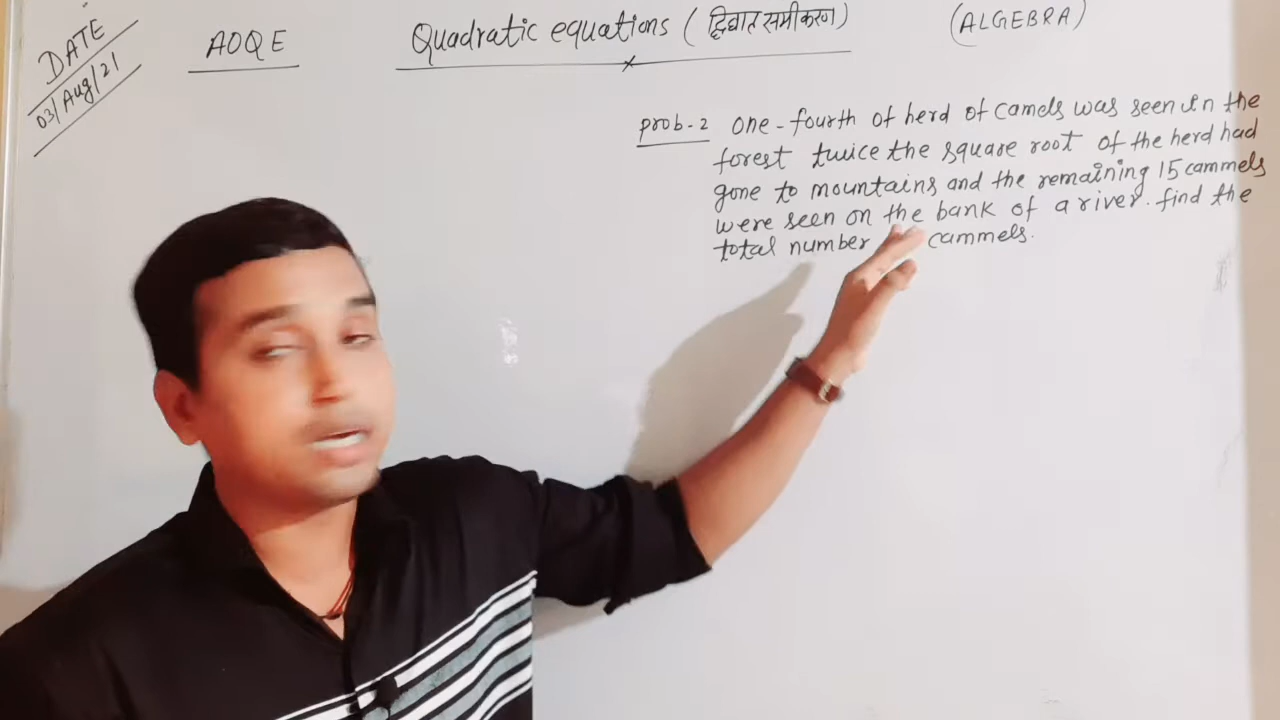 DATE
03/Aug/21
AOQE
Quadratic equations (द्विघात समीकरण)
(ALGEBRA)
prob-2 one-fourth of herd of camels was seen in the
forest twice the square root of the herd had
gone to mountains and the remaining 15 cammels
were seen on the bank of a river. find the
total number cammels.